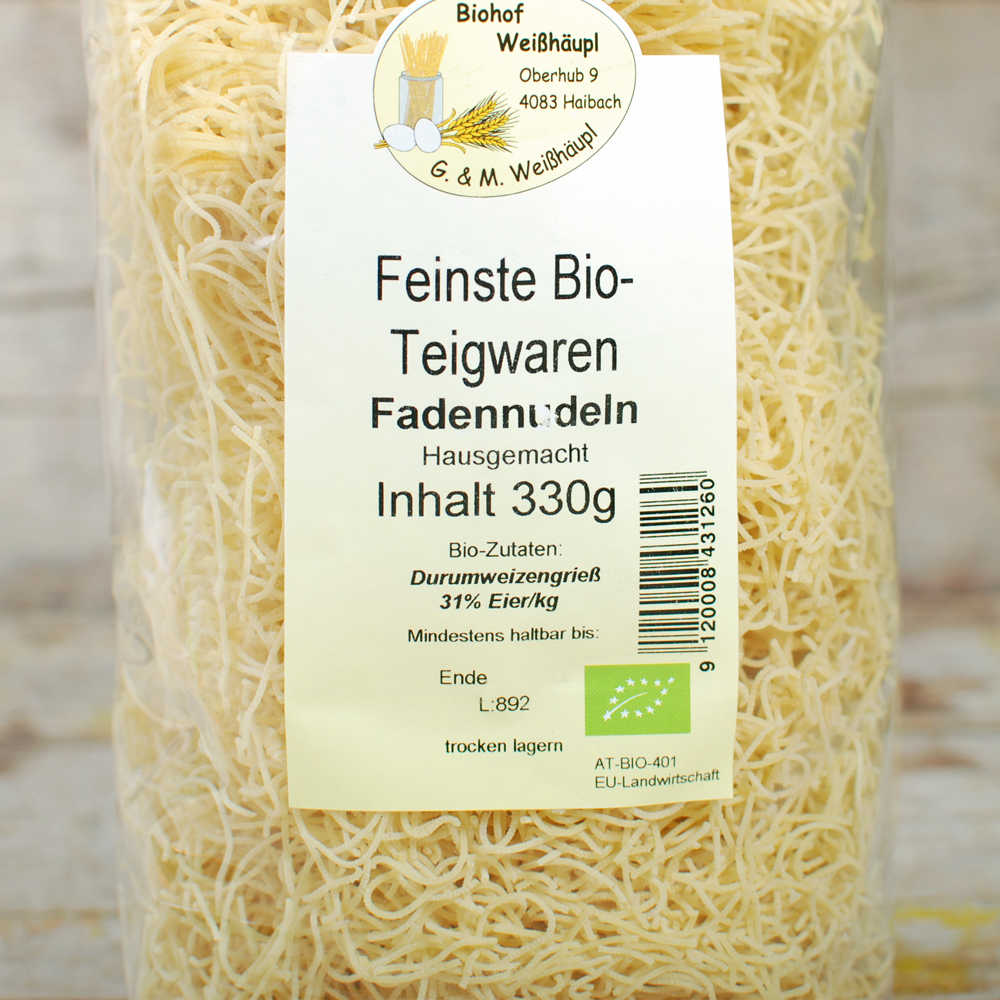 Biohof
Weißhäupl
Oberhub 9
4083 Haibach
G. & M. Weißhäupl
Feinste Bio-
Teigwaren
Fadennudeln
Hausgemacht
Inhalt 330g
Bio-Zutaten:
Durumweizengrieß
31% Eier/kg
Mindestens haltbar bis:
Ende
L:892
trocken lagern
9 120008 431260
AT-BIO-401
EU-Landwirtschaft